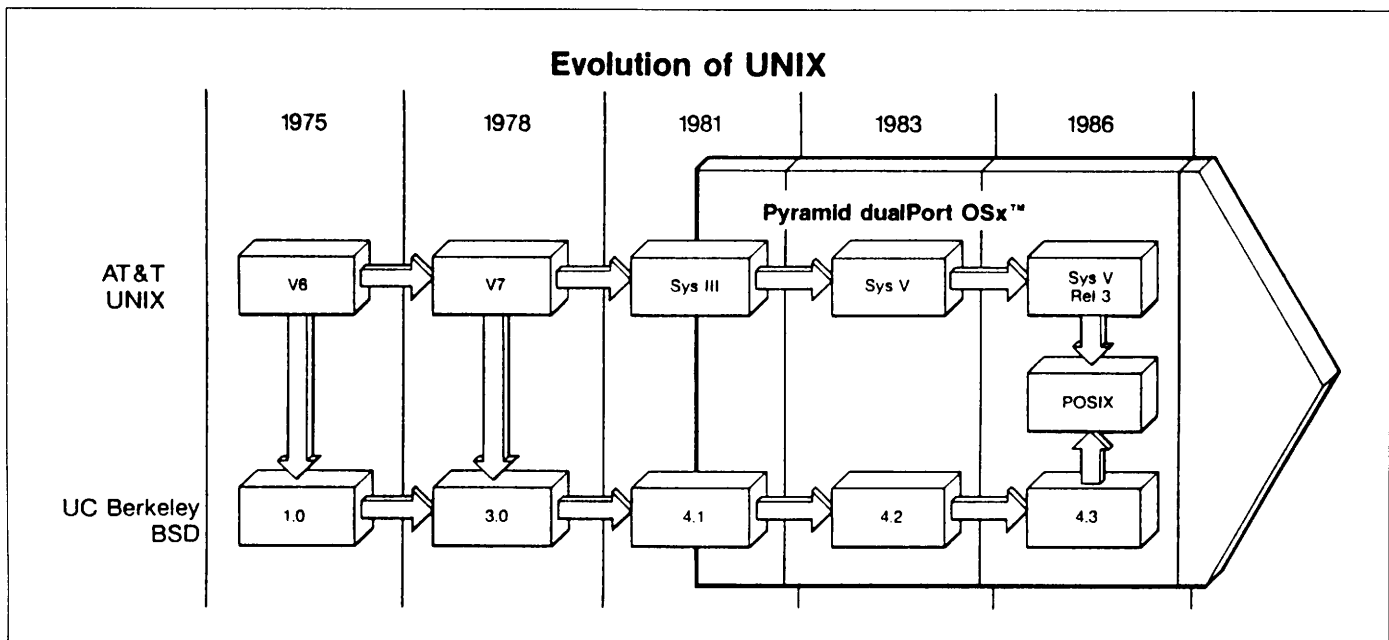 Evolution of UNIX
1975
1978
1981
1983
1986
Pyramid dualPort OSx™
AT&T
UNIX
V6
V7
Sys III
Sys V
Sys V
Rel 3
POSIX
UC Berkeley
BSD
1.0
3.0
4.1
4.2
4.3